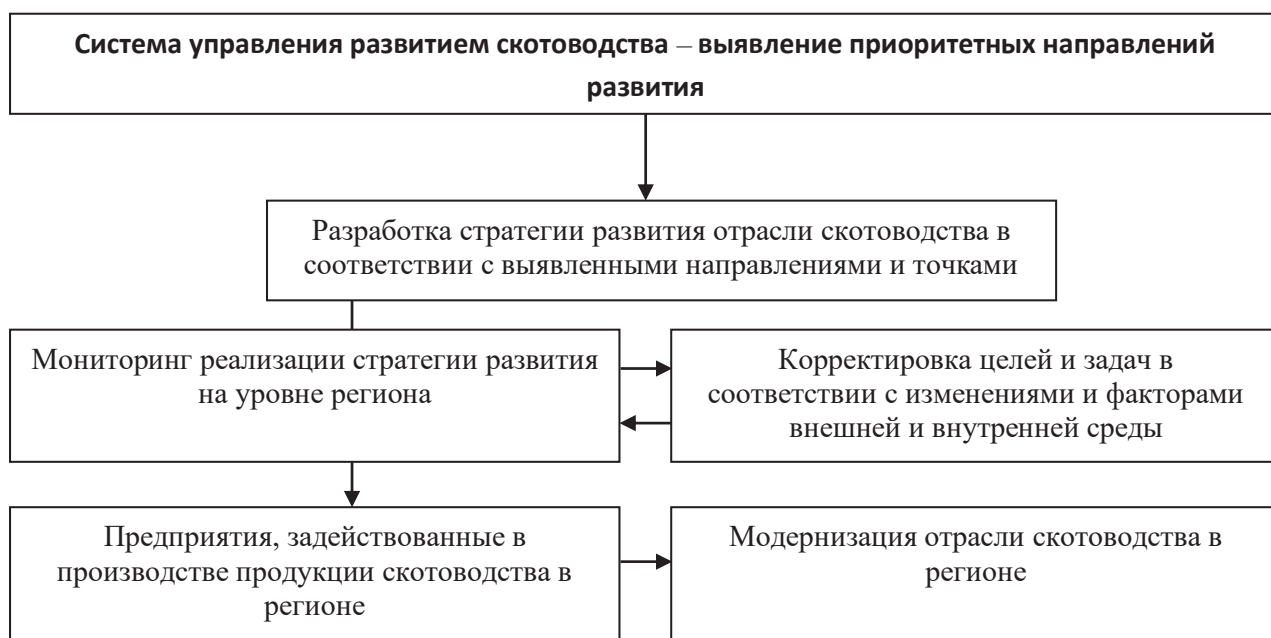 Система управления развитием скотоводства – выявление приоритетных направлений
развития
Разработка стратегии развития отрасли скотоводства в
соответствии с выявленными направлениями и точками
Мониторинг реализации стратегии развития
на уровне региона
Корректировка целей и задач в
соответствии с изменениями и факторами
внешней и внутренней среды
Предприятия, задействованные в
производстве продукции скотоводства в
регионе
Модернизация отрасли скотоводства в
регионе